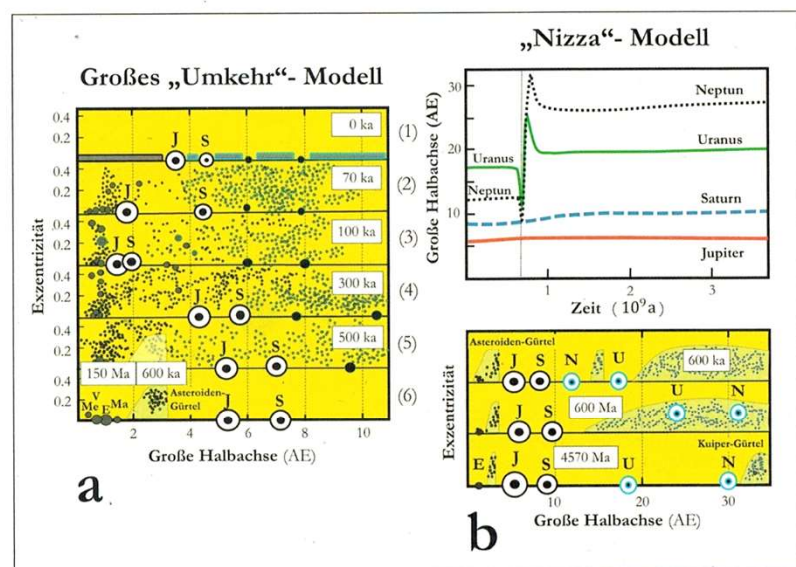 Großes „Umkehr“- Modell
0.4
0.2
0 ka
(1)
J
S
0.4
0.2
70 ka
(2)
J
S
0.4
0.2
100 ka
(3)
J
S
0.4
0.2
300 ka
(4)
J
S
0.4
0.2
500 ka
(5)
J
S
150 Ma
600 ka
Asteroiden-
Gürtel
(6)
0.2
Me
V
E
Ma
J
S
2
4
6
8
10
Exzentrizität
Große Halbachse (AE)
a
„Nizza“- Modell
30
20
10
Große Halbachse (AE)
Neptun
Uranus
Uranus
Neptun
Saturn
Jupiter
1
2
3
Zeit (10⁹a)
Asteroiden-Gürtel
J
S
N
U
600 ka
J
S
600 Ma
U
N
Kuiper-Gürtel
E
J
S
4570 Ma
U
N
10
20
30
Exzentrizität
Große Halbachse (AE)
b